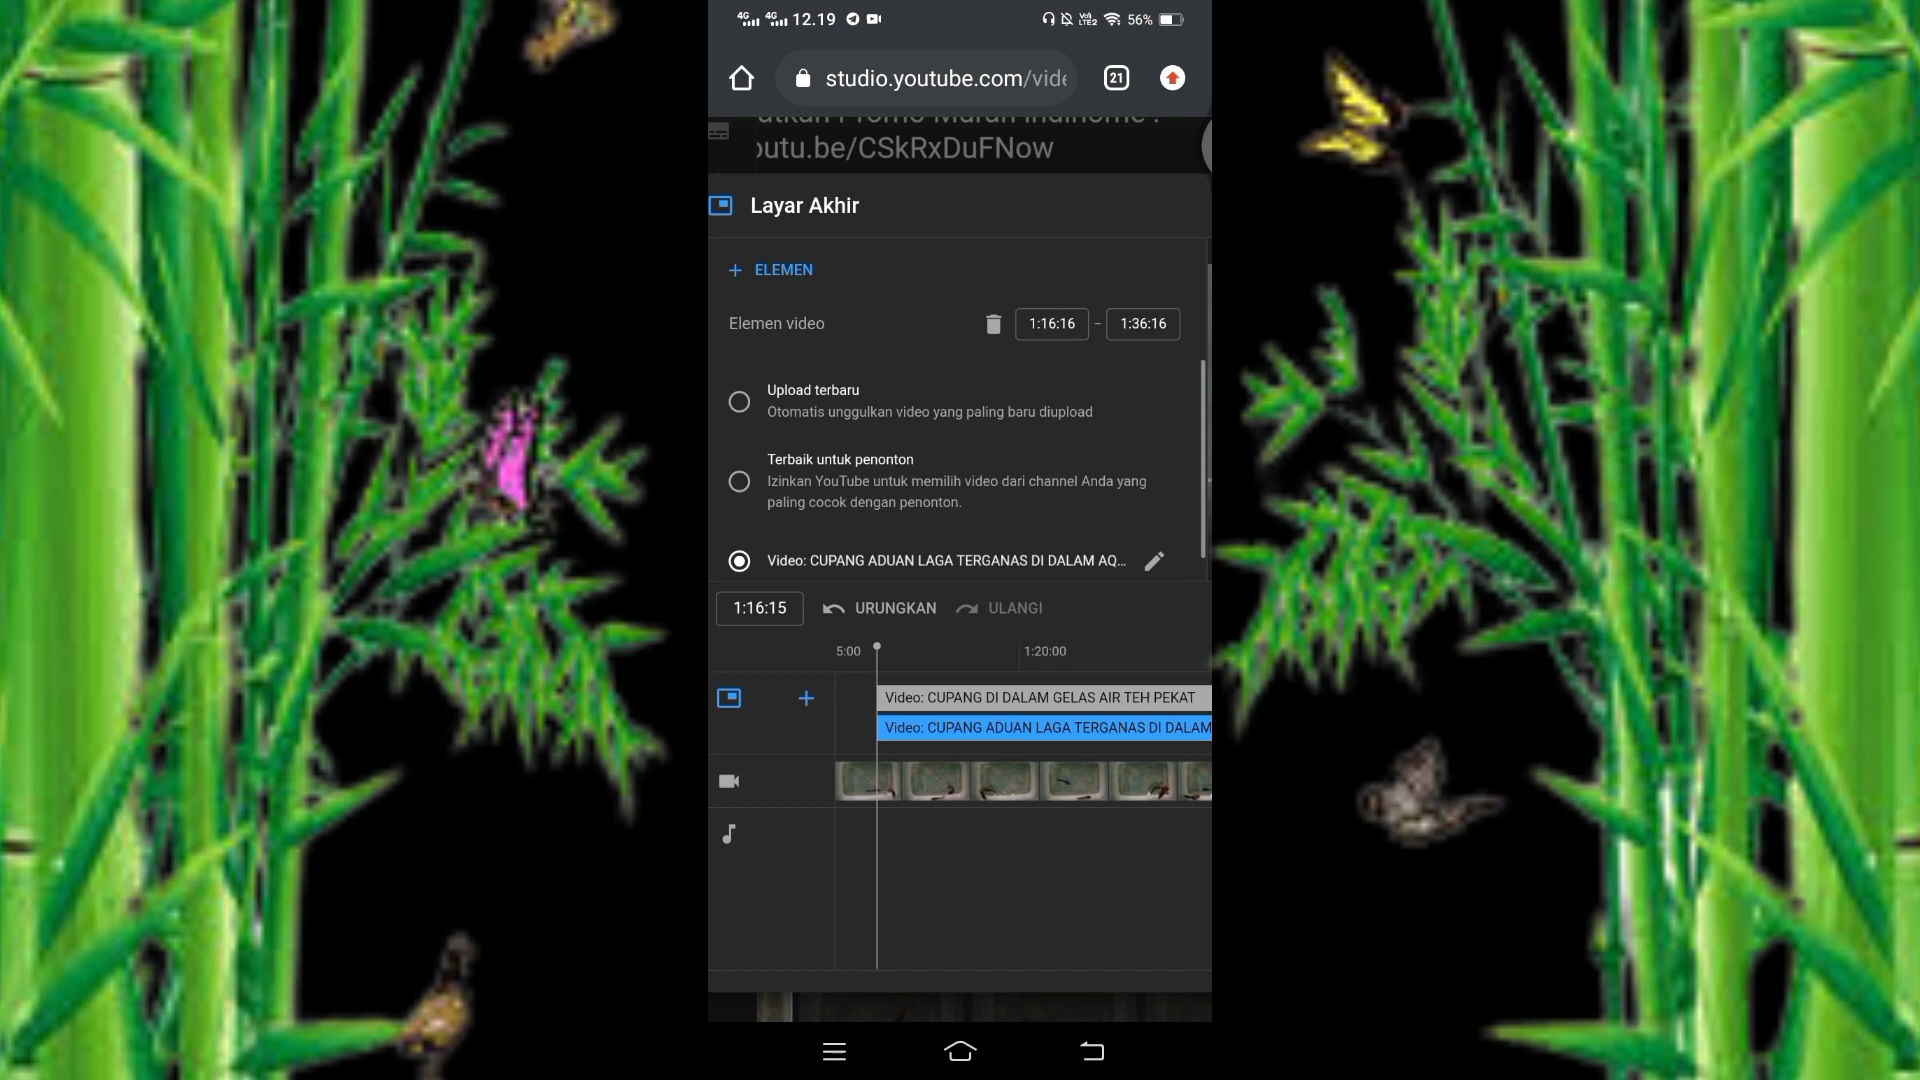 4G 4G 12.19 56%
studio.youtube.com/vide
21
outu.be/CSkRxDuFNow
Layar Akhir
+ ELEMEN
Elemen video 1:16:16 – 1:36:16
Upload terbaru
Otomatis unggulkan video yang paling baru diupload
Terbaik untuk penonton
Izinkan YouTube untuk memilih video dari channel Anda yang
paling cocok dengan penonton.
Video: CUPANG ADUAN LAGA TERGANAS DI DALAM AQ...
1:16:15 URUNGKAN ULANGI
5:00 1:20:00
Video: CUPANG DI DALAM GELAS AIR TEH PEKAT
Video: CUPANG ADUAN LAGA TERGANAS DI DALAM